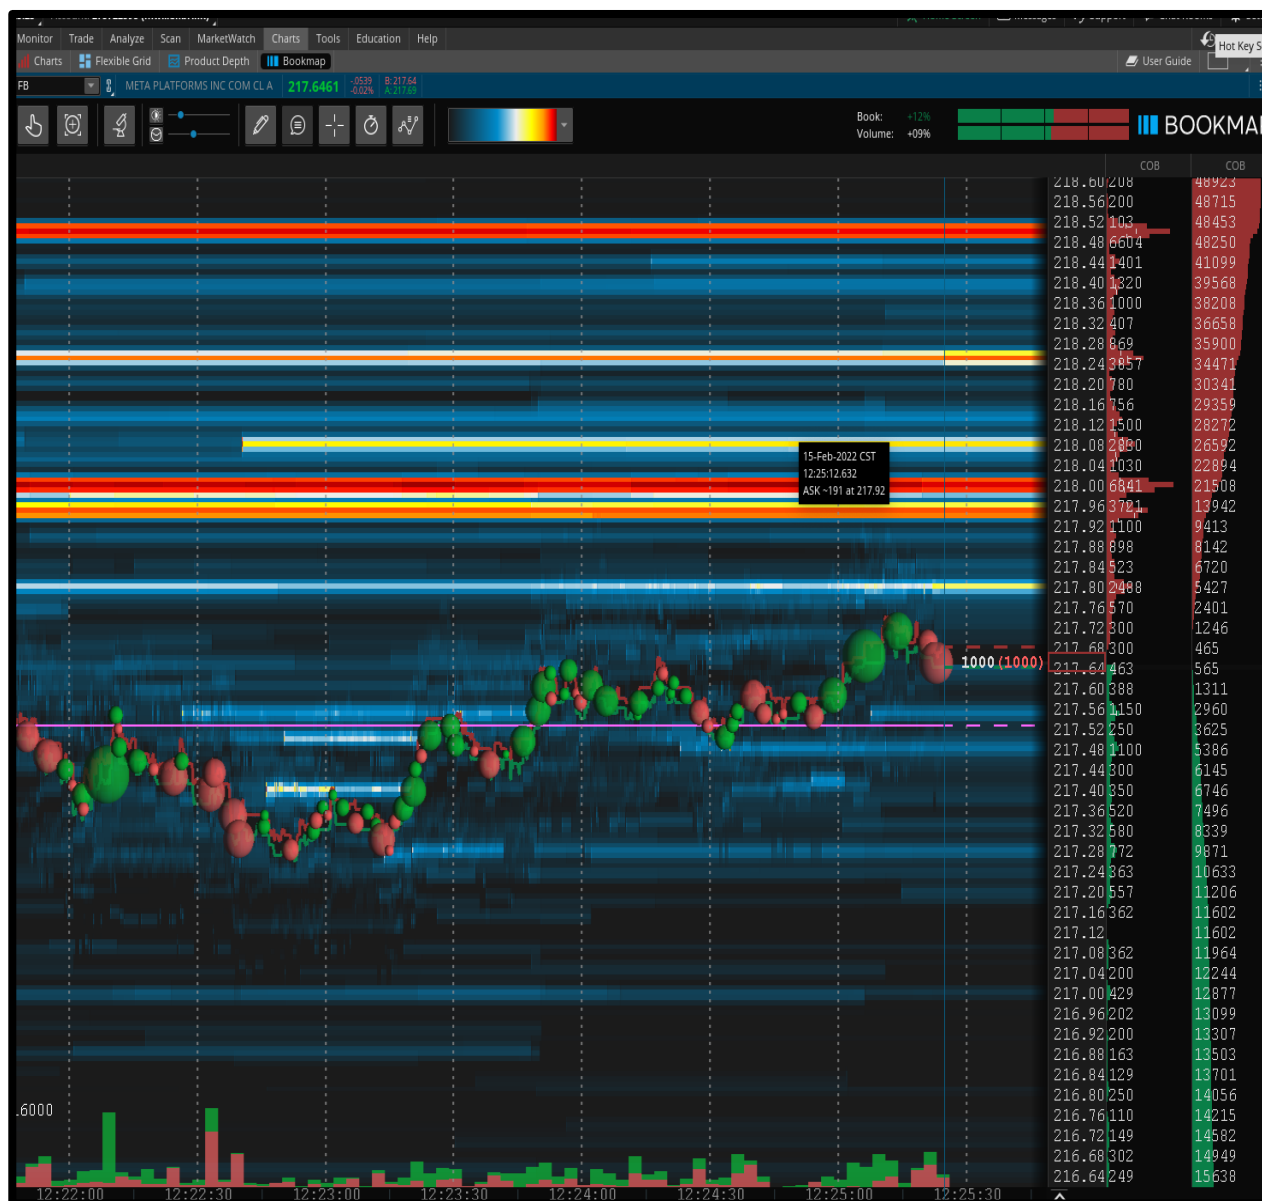 Monitor Trade Analyze Scan MarketWatch Charts Tools Education Help
Hot Key S
Charts Flexible Grid Product Depth Bookmap User Guide
FB META PLATFORMS INC COM CL A 217.6461 -.0539 -0.02% B:217.64 A:217.69
Book: +12%
Volume: +09%
BOOKMAP
COB COB
218.60 208 48923
218.56 200 48715
218.52 103 48453
218.48 6604 48250
218.44 1401 41099
218.40 1320 39568
218.36 1000 38208
218.32 407 36658
218.28 869 35900
218.24 3857 34471
218.20 780 30341
218.16 756 29359
218.12 1500 28272
218.08 2830 26592
218.04 1030 22894
218.00 6841 21508
217.96 3721 13942
217.92 1100 9413
217.88 898 8142
217.84 523 6720
217.80 2488 5427
217.76 570 2401
217.72 300 1246
217.68 300 465
217.64 463 565
217.60 388 1311
217.56 1150 2960
217.52 250 3625
217.48 1100 5386
217.44 300 6145
217.40 350 6746
217.36 520 7496
217.32 580 8339
217.28 772 9871
217.24 363 10633
217.20 557 11206
217.16 362 11602
217.12 11602
217.08 362 11964
217.04 200 12244
217.00 429 12877
216.96 202 13099
216.92 200 13307
216.88 163 13503
216.84 129 13701
216.80 250 14056
216.76 110 14215
216.72 149 14582
216.68 302 14949
216.64 249 15638
15-Feb-2022 CST
12:25:12.632
ASK ~191 at 217.92
1000 (1000)
.6000
12:22:00 12:22:30 12:23:00 12:23:30 12:24:00 12:24:30 12:25:00 12:25:30